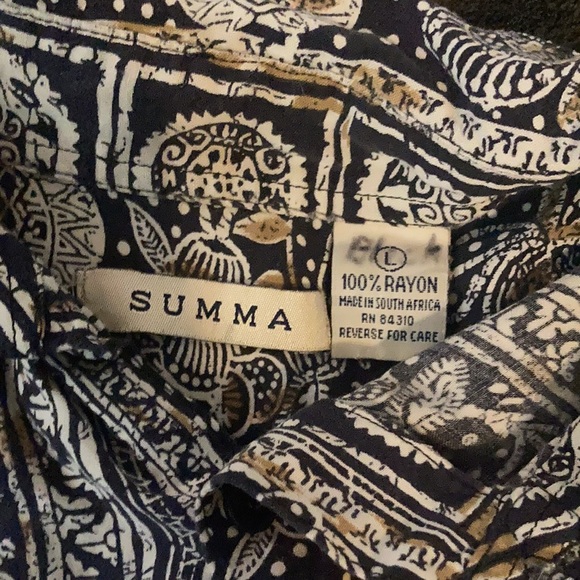 SUMMA
L
100% RAYON
MADE IN SOUTH AFRICA
RN 84310
REVERSE FOR CARE